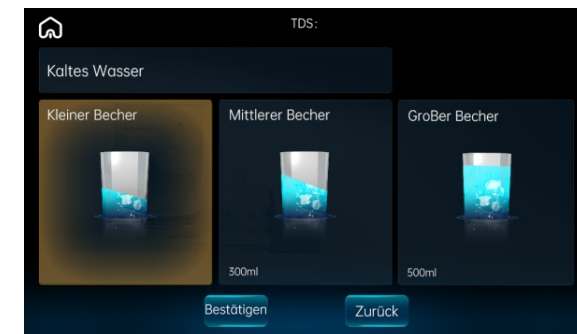 TDS:
Kaltes Wasser
Kleiner Becher
Mittlerer Becher
GroBer Becher
300ml
500ml
Bestätigen
Zurück